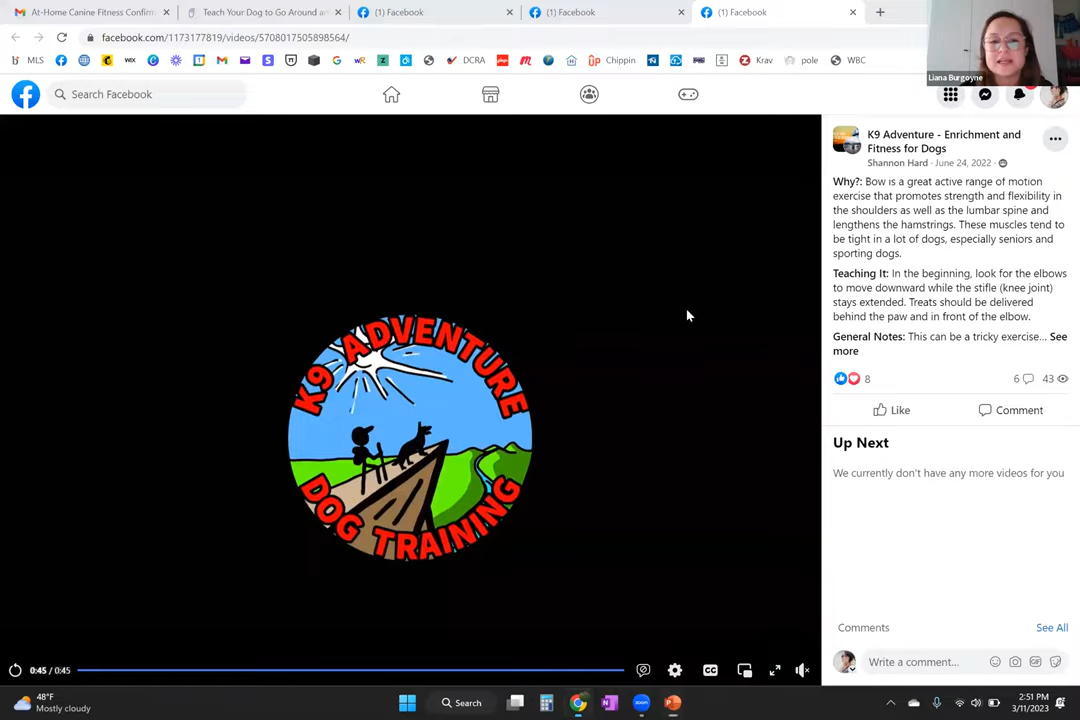 At-Home Canine Fitness Confirm
Teach Your Dog to Go Around an
(1) Facebook
(1) Facebook
(1) Facebook
facebook.com/1173177819/videos/5708017505898564/
MLS
WIX
DCRA
Chippin
Krav
pole
WBC
Liana Burgoyne
Search Facebook
K9 Adventure - Enrichment and
Fitness for Dogs
Shannon Hard · June 24, 2022 ·
Why?: Bow is a great active range of motion
exercise that promotes strength and flexibility in
the shoulders as well as the lumbar spine and
lengthens the hamstrings. These muscles tend to
be tight in a lot of dogs, especially seniors and
sporting dogs.
Teaching It: In the beginning, look for the elbows
to move downward while the stifle (knee joint)
stays extended. Treats should be delivered
behind the paw and in front of the elbow.
General Notes: This can be a tricky exercise... See
more
8
6
43
Like
Comment
Up Next
We currently don't have any more videos for you
K9 ADVENTURE
DOG TRAINING
Comments
See All
Write a comment...
GIF
0:45 / 0:45
CC
48°F
Mostly cloudy
Search
zoom
2:51 PM
3/11/2023